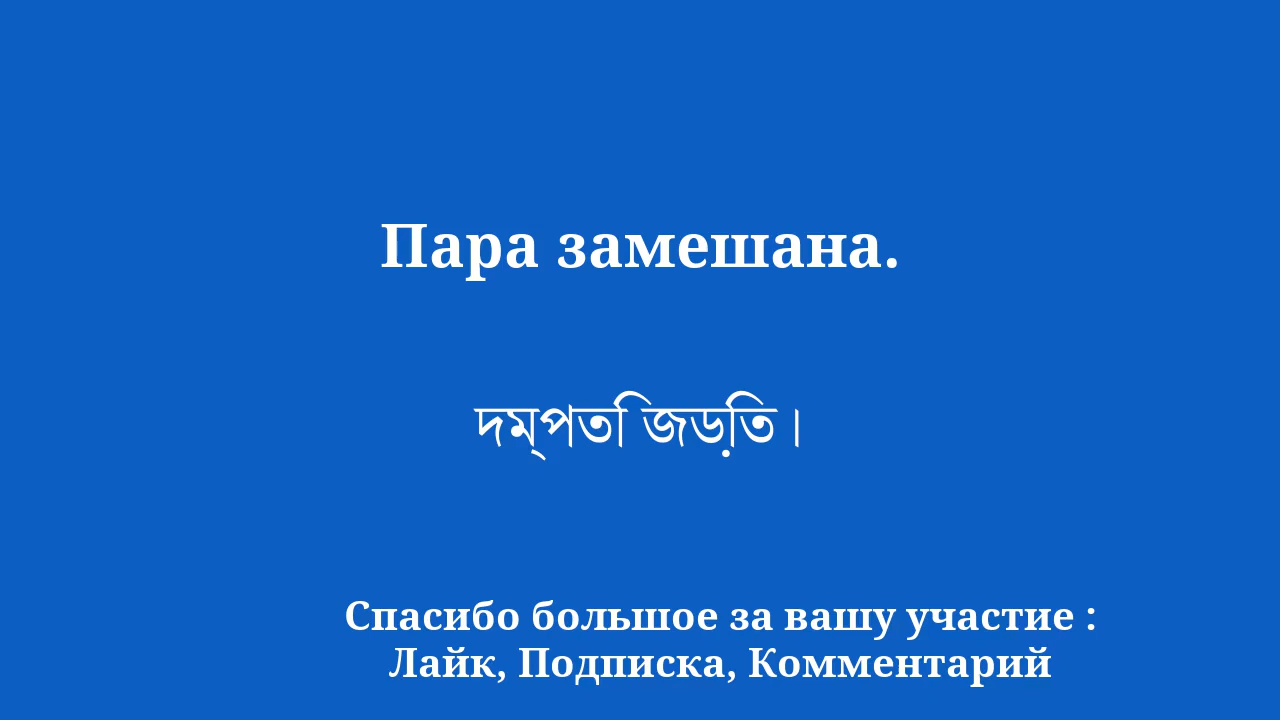 Пара замешана.
দম্পতি জড়িত।
Спасибо большое за вашу участие :
Лайк, Подписка, Комментарий